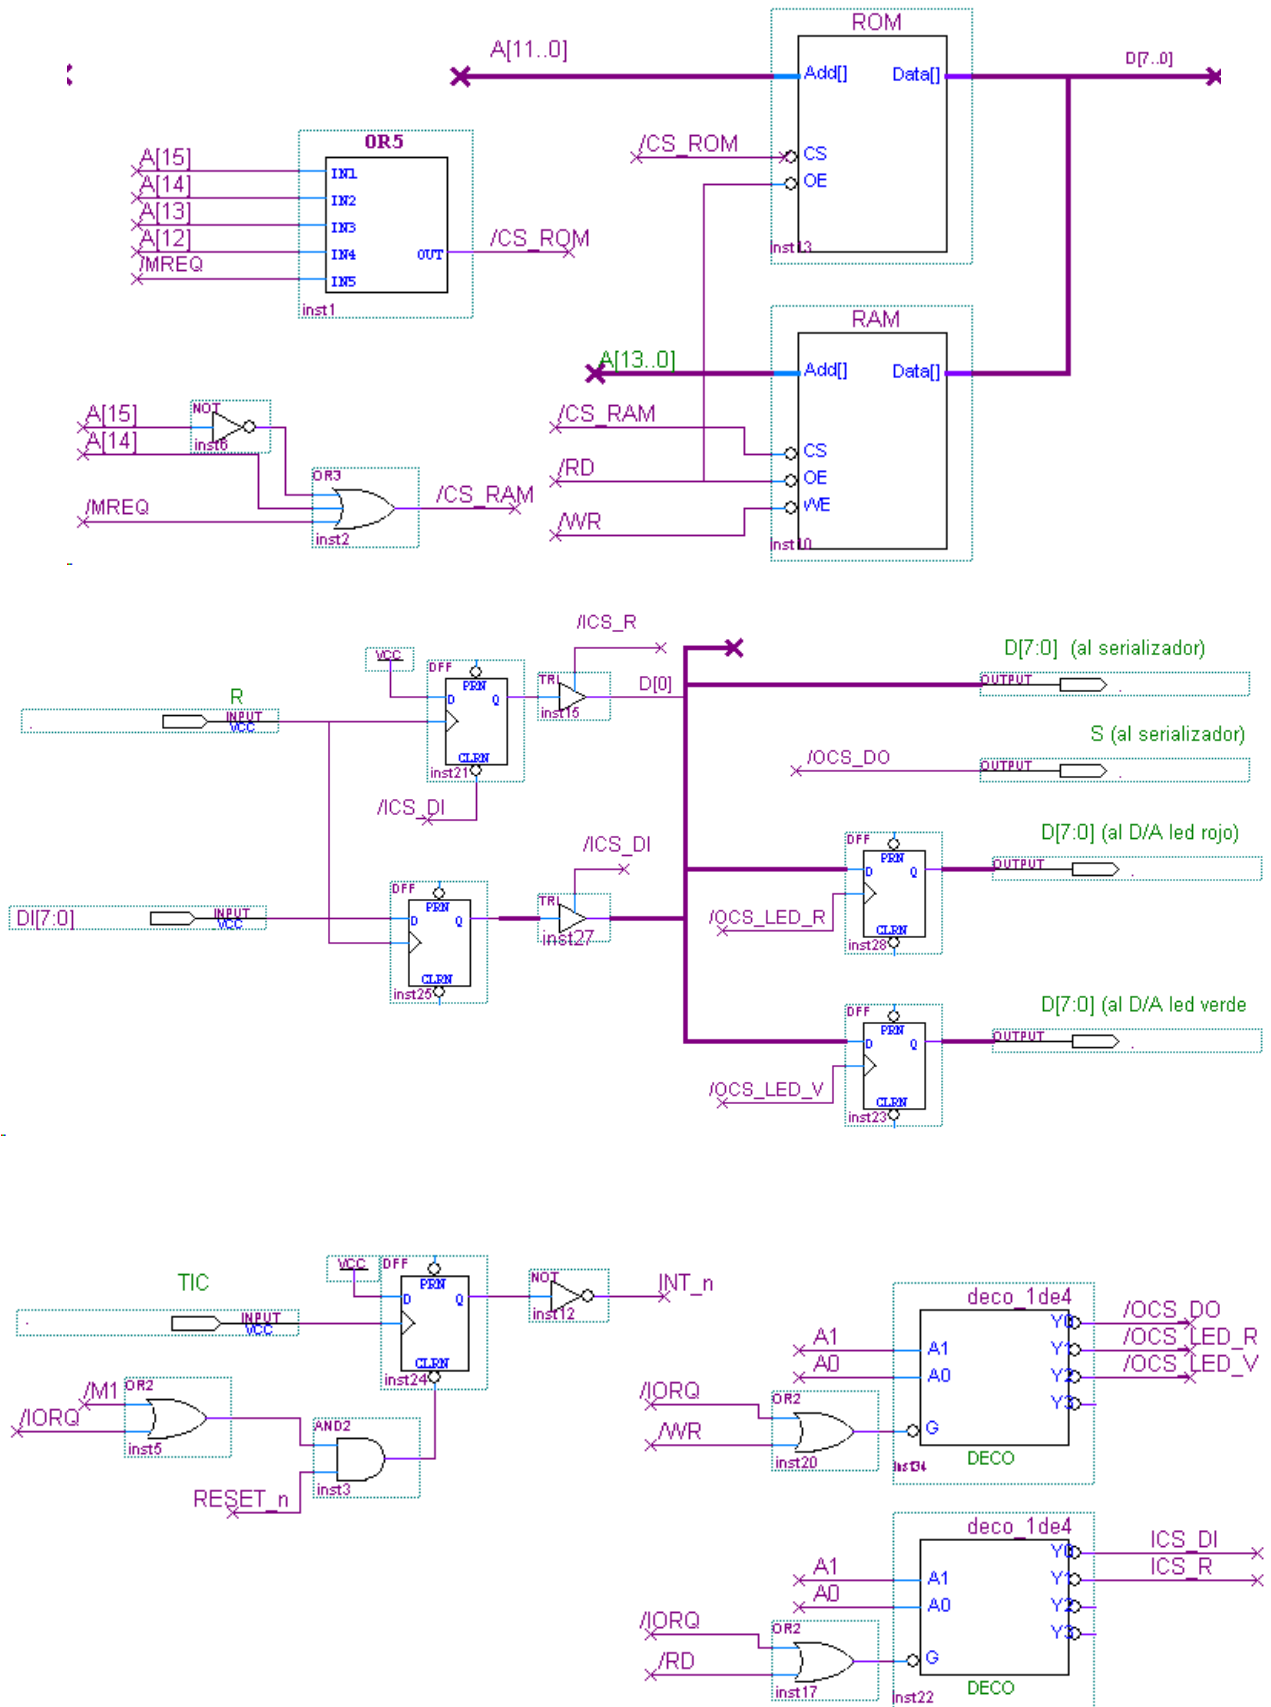 ROM
A[11..0]
D[7..0]
Add[]
Data[]
/CS_ROM
CS
OE
inst13
OR5
A[15]
A[14]
A[13]
A[12]
/MREQ
IN1
IN2
IN3
IN4
IN5
OUT
/CS_ROM
inst1
RAM
A[13..0]
Add[]
Data[]
/CS_RAM
CS
/RD
OE
/WR
WE
inst10
A[15]
NOT
inst6
A[14]
/MREQ
OR3
/CS_RAM
inst2
/ICS_R
VCC
DFF
PRN
D
Q
CLRN
inst21
TRI
inst15
D[0]
R
INPUT
VCC
/ICS_DI
/ICS_DI
DI[7:0]
INPUT
VCC
DFF
PRN
D
Q
CLRN
inst25
TRI
inst27
D[7:0] (al serializador)
OUTPUT
S (al serializador)
/OCS_DO
OUTPUT
D[7:0] (al D/A led rojo)
DFF
PRN
D
Q
CLRN
inst28
OUTPUT
/OCS_LED_R
D[7:0] (al D/A led verde
DFF
PRN
D
Q
CLRN
inst23
OUTPUT
/OCS_LED_V
TIC
INPUT
VCC
VCC
DFF
PRN
D
Q
CLRN
inst24
NOT
inst12
INT_n
/M1
/IORQ
OR2
inst5
AND2
inst3
RESET_n
deco_1de4
A1
A0
A1
A0
G
Y0
Y1
Y2
Y3
/OCS_DO
/OCS_LED_R
/OCS_LED_V
/IORQ
/WR
OR2
inst20
inst34
DECO
deco_1de4
A1
A0
A1
A0
G
Y0
Y1
Y2
Y3
ICS_DI
ICS_R
/IORQ
/RD
OR2
inst17
inst22
DECO